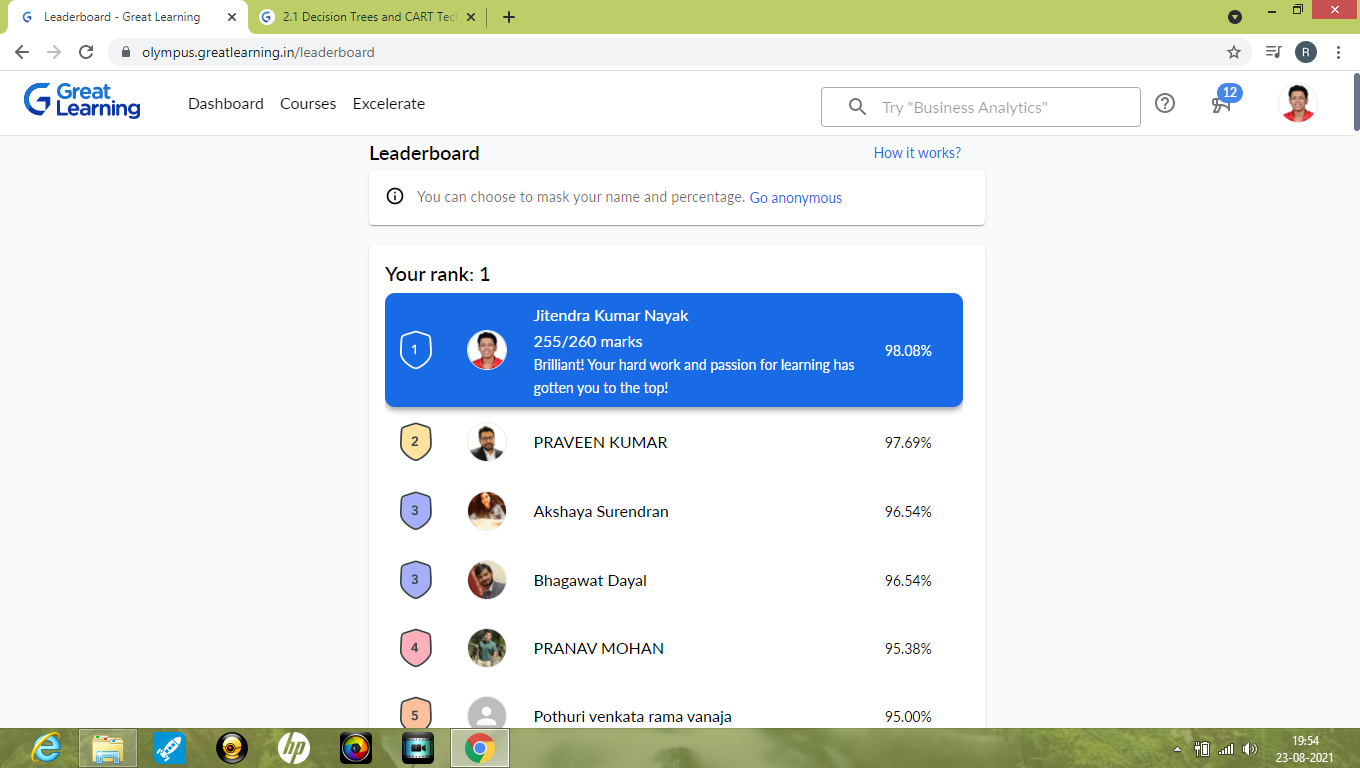 Leaderboard - Great Learning
2.1 Decision Trees and CART Tec
olympus.greatlearning.in/leaderboard
R
Great
Learning
Dashboard Courses Excelerate
Try "Business Analytics"
12
Leaderboard
How it works?
You can choose to mask your name and percentage. Go anonymous
Your rank: 1
1
Jitendra Kumar Nayak
255/260 marks
Brilliant! Your hard work and passion for learning has
gotten you to the top!
98.08%
2 PRAVEEN KUMAR 97.69%
3 Akshaya Surendran 96.54%
3 Bhagawat Dayal 96.54%
4 PRANAV MOHAN 95.38%
5 Pothuri venkata rama vanaja 95.00%
hp
19:54
23-08-2021